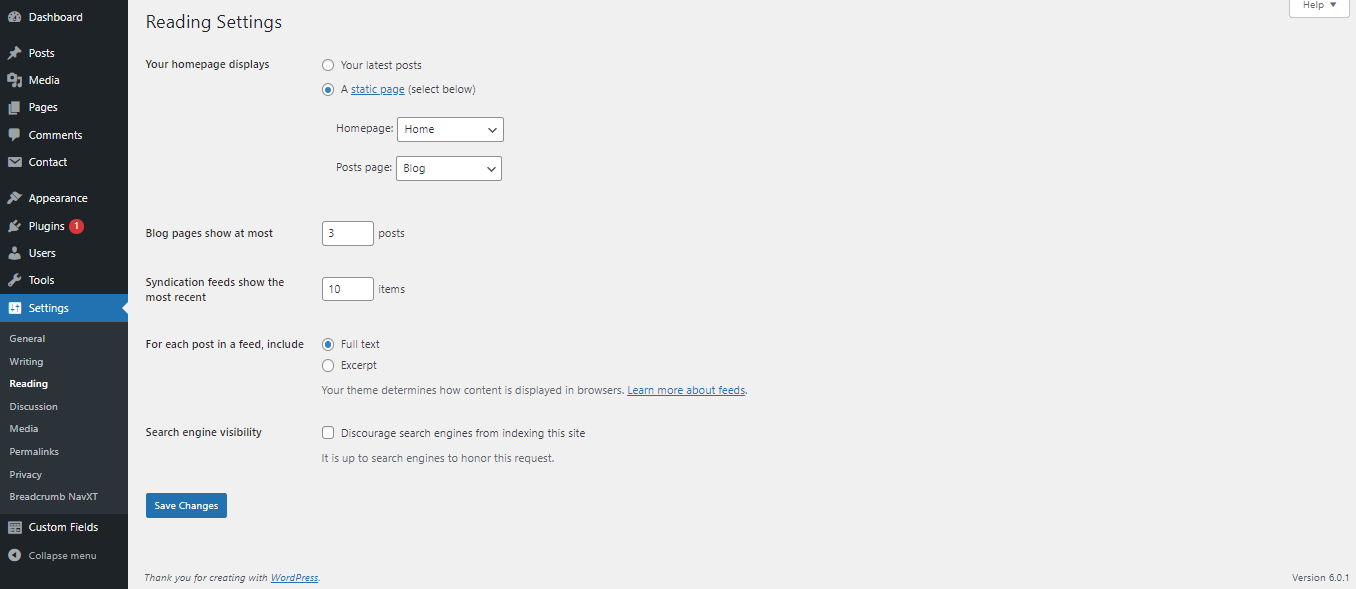 Dashboard
Posts
Media
Pages
Comments
Contact
Appearance
Plugins 1
Users
Tools
Settings
General
Writing
Reading
Discussion
Media
Permalinks
Privacy
Breadcrumb NavXT
Custom Fields
Collapse menu
Help
Reading Settings
Your homepage displays
Your latest posts
A static page (select below)
Homepage: Home
Posts page: Blog
Blog pages show at most 3 posts
Syndication feeds show the
most recent
10 items
For each post in a feed, include
Full text
Excerpt
Your theme determines how content is displayed in browsers. Learn more about feeds.
Search engine visibility
Discourage search engines from indexing this site
It is up to search engines to honor this request.
Save Changes
Thank you for creating with WordPress.
Version 6.0.1